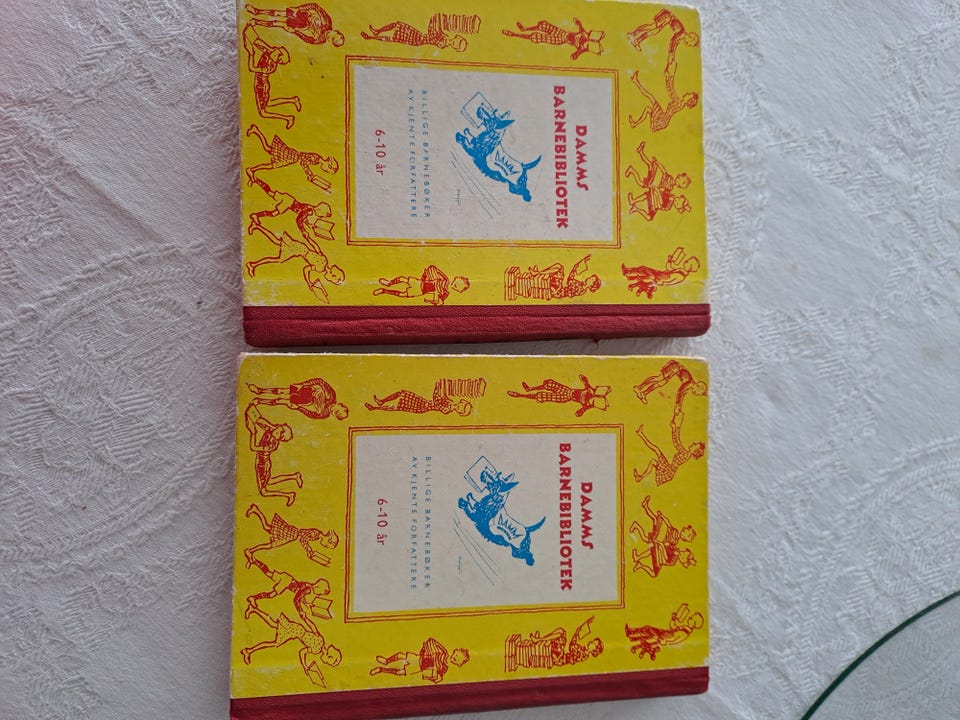 DAMMS
BARNEBIBLIOTEK
DAMM
BILLIGE BARNEBØKER
AV KJENTE FORFATTERE
6-10 år
DAMMS
BARNEBIBLIOTEK
DAMM
BILLIGE BARNEBØKER
AV KJENTE FORFATTERE
6-10 år